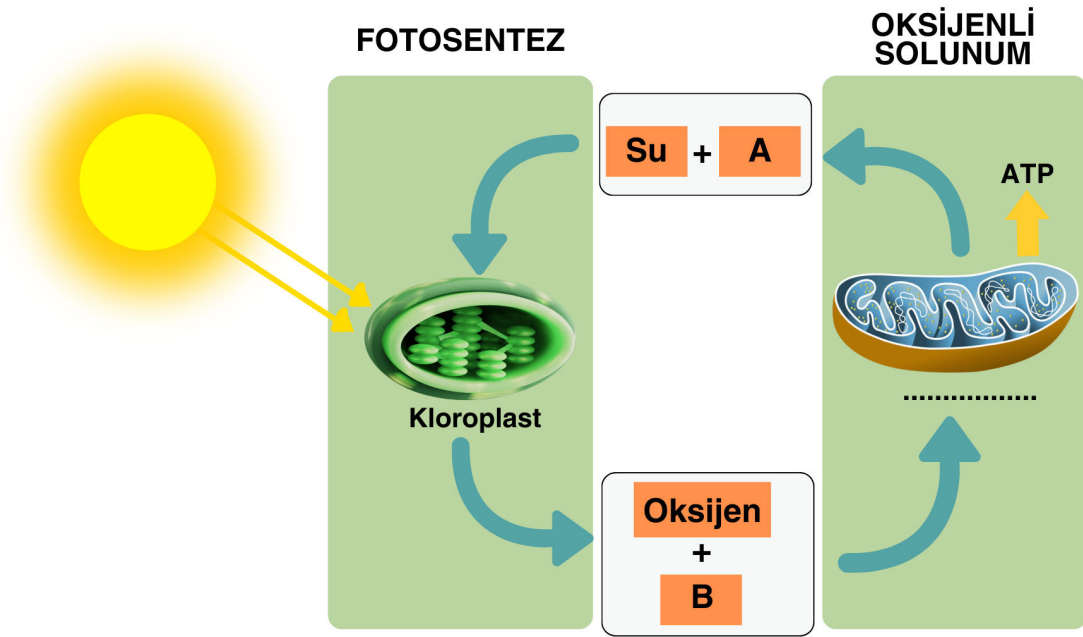 FOTOSENTEZ
OKSİJENLİ
SOLUNUM
Su + A
ATP
Kloroplast
.................
Oksijen
+
B